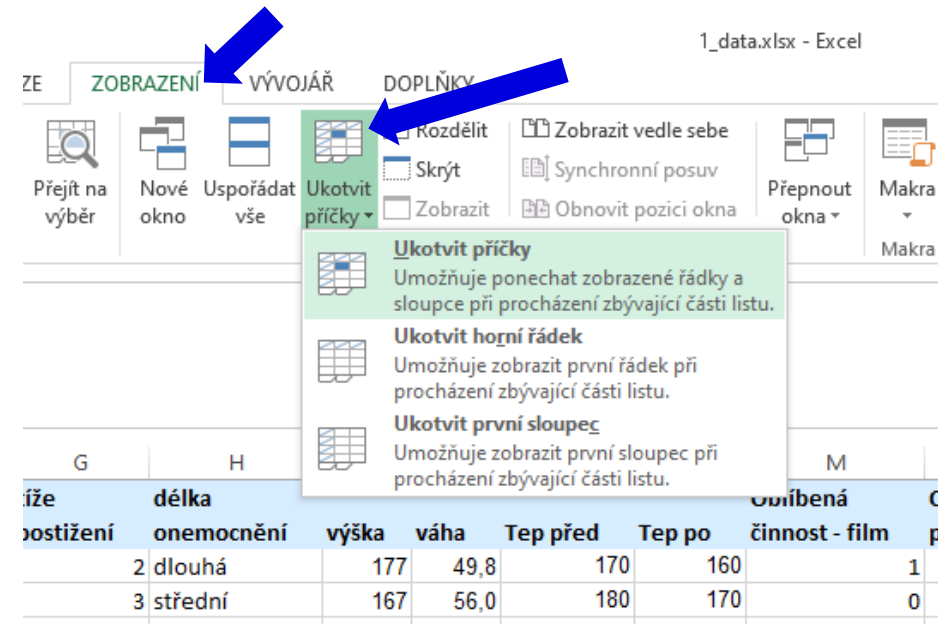 1_data.xlsx - Excel
ZE ZOBRAZENÍ VÝVOJÁŘ DOPLŇKY
Rozdělit Zobrazit vedle sebe
Skrýt Synchronní posuv
Přejít na Nové Uspořádat Ukotvit Přepnout Makra
výběr okno vše příčky Zobrazit Obnovit pozici okna okna
Makra
Ukotvit příčky
Umožňuje ponechat zobrazené řádky a
sloupce při procházení zbývající části listu.
Ukotvit horní řádek
Umožňuje zobrazit první řádek při
procházení zbývající části listu.
Ukotvit první sloupec
Umožňuje zobrazit první sloupec při
procházení zbývající části listu.
G H M
délka Oblíbená
postižení onemocnění výška váha Tep před Tep po činnost - film
2 dlouhá 177 49,8 170 160 1
3 střední 167 56,0 180 170 0